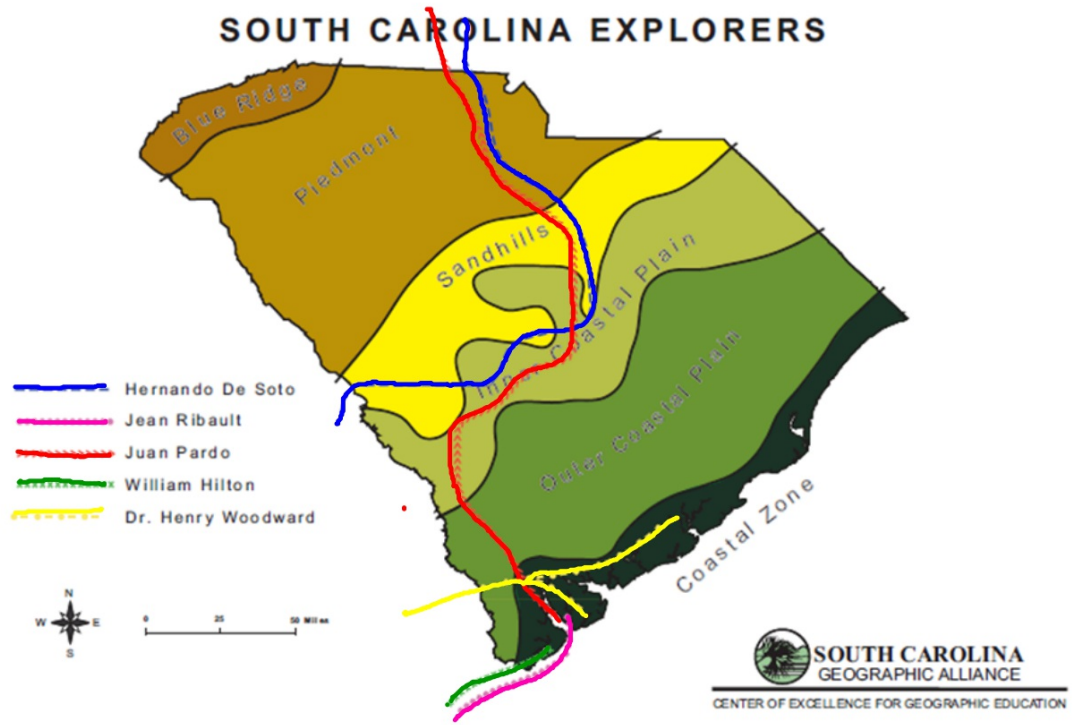 SOUTH CAROLINA EXPLORERS
Blue Ridge
Piedmont
Sandhills
Inner Coastal Plain
Outer Coastal Plain
Coastal Zone
Hernando De Soto
Jean Ribault
Juan Pardo
William Hilton
Dr. Henry Woodward
N
W E
S
0 25 50 Miles
SOUTH CAROLINA
GEOGRAPHIC ALLIANCE
CENTER OF EXCELLENCE FOR GEOGRAPHIC EDUCATION